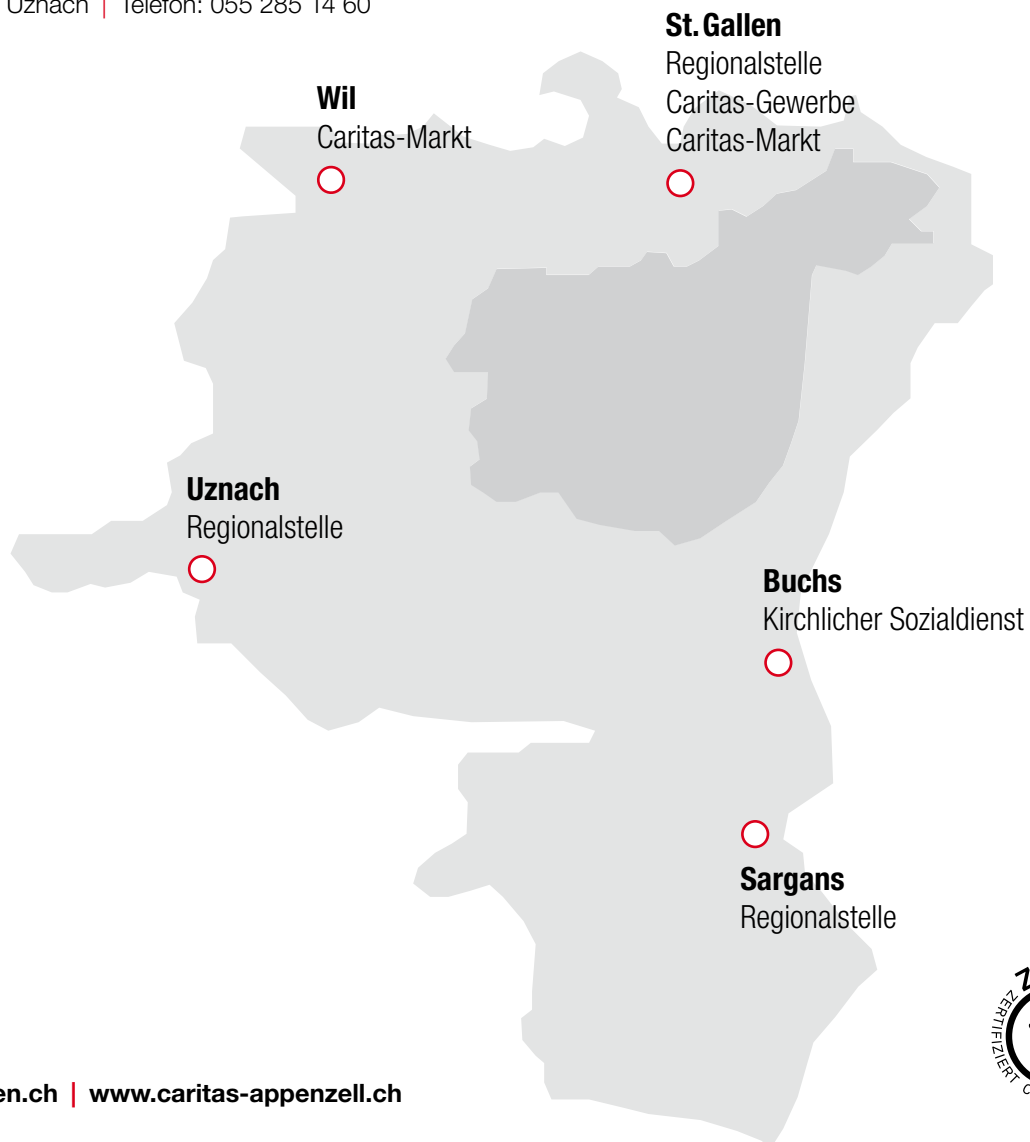 Uznach | Telefon: 055 285 14 60
St. Gallen
Regionalstelle
Caritas-Gewerbe
Caritas-Markt
Wil
Caritas-Markt
Uznach
Regionalstelle
Buchs
Kirchlicher Sozialdienst
Sargans
Regionalstelle
ZERTIFIZIERT
en.ch | www.caritas-appenzell.ch